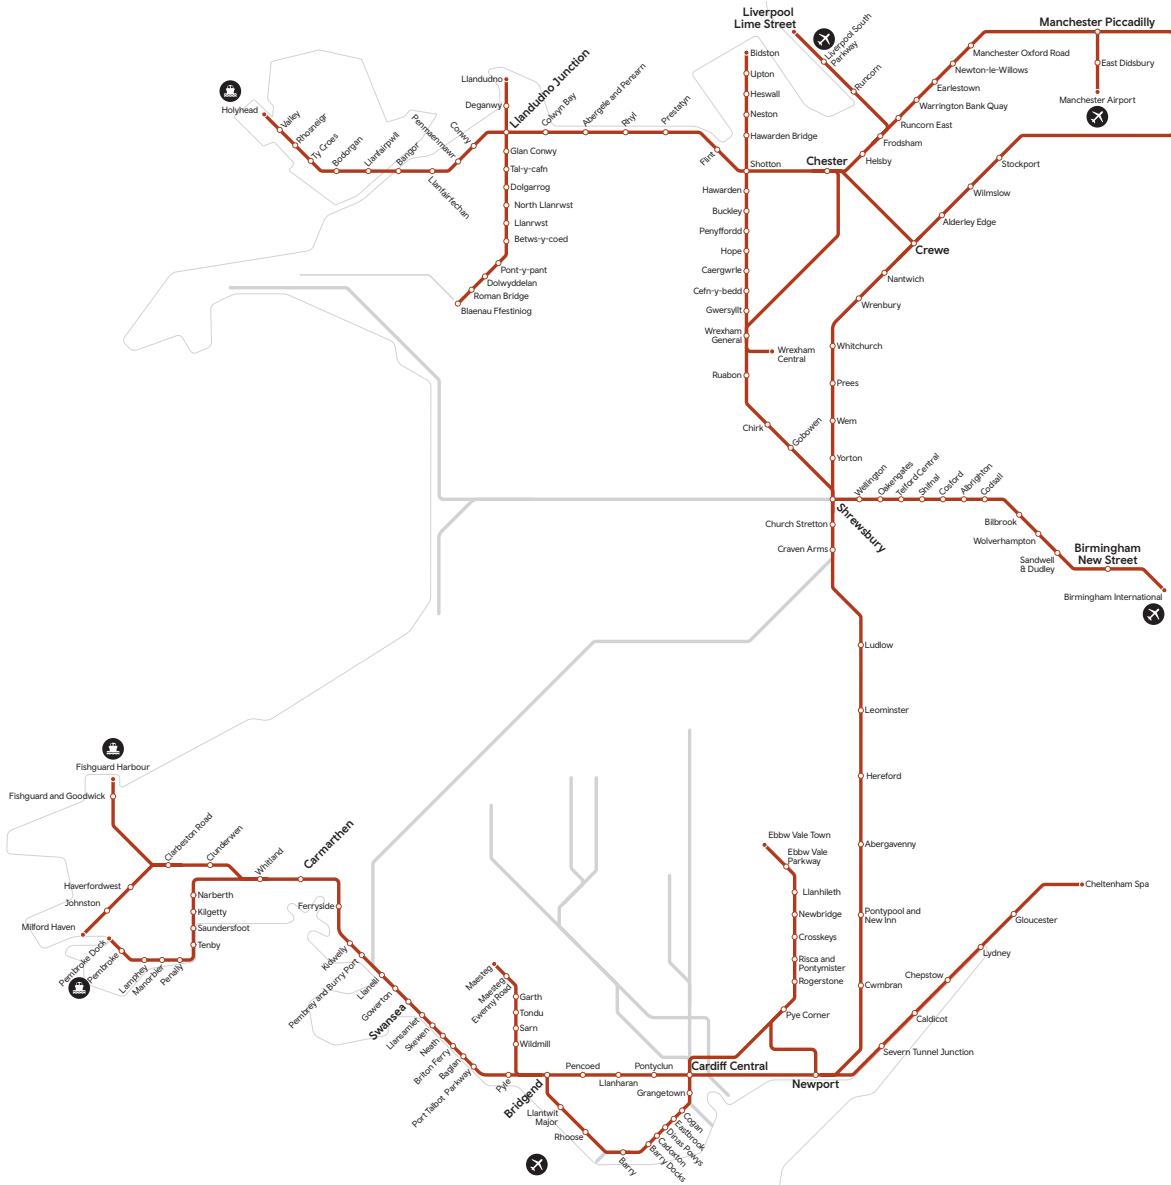 Liverpool
Lime Street
Liverpool South
Parkway
Runcorn
Manchester Piccadilly
East Didsbury
Manchester Airport
Manchester Oxford Road
Newton-le-Willows
Earlestown
Warrington Bank Quay
Runcorn East
Frodsham
Helsby
Chester
Stockport
Wilmslow
Alderley Edge
Crewe
Nantwich
Wrenbury
Whitchurch
Prees
Wem
Yorton
Holyhead
Valley
Rhosneigr
Ty Croes
Bodorgan
Llanfairpwll
Bangor
Llanfairfechan
Penmaenmawr
Conwy
Llandudno
Deganwy
Llandudno Junction
Colwyn Bay
Abergele and Pensarn
Rhyl
Prestatyn
Flint
Glan Conwy
Tal-y-cafn
Dolgarrog
North Llanrwst
Llanrwst
Betws-y-coed
Pont-y-pant
Dolwyddelan
Roman Bridge
Blaenau Ffestiniog
Bidston
Upton
Heswall
Neston
Hawarden Bridge
Shotton
Hawarden
Buckley
Penyffordd
Hope
Caergwrle
Cefn-y-bedd
Gwersyllt
Wrexham
General
Wrexham
Central
Ruabon
Chirk
Gobowen
Shrewsbury
Wellington
Oakengates
Telford Central
Shifnal
Cosford
Albrighton
Codsall
Bilbrook
Wolverhampton
Sandwell
& Dudley
Birmingham
New Street
Birmingham International
Church Stretton
Craven Arms
Ludlow
Leominster
Hereford
Abergavenny
Pontypool and
New Inn
Cwmbran
Fishguard Harbour
Fishguard and Goodwick
Clarbeston Road
Clunderwen
Whitland
Carmarthen
Haverfordwest
Johnston
Milford Haven
Pembroke Dock
Pembroke
Lamphey
Manorbier
Penally
Narberth
Kilgetty
Saundersfoot
Tenby
Ferryside
Kidwelly
Pembrey and Burry Port
Llanelli
Gowerton
Swansea
Llansamlet
Skewen
Neath
Briton Ferry
Baglan
Port Talbot Parkway
Pyle
Bridgend
Maesteg
Maesteg
Ewenny Road
Garth
Tondu
Sarn
Wildmill
Pencoed
Llanharan
Pontyclun
Cardiff Central
Grangetown
Cogan
Eastbrook
Dinas Powys
Cadoxton
Barry Docks
Barry
Rhoose
Llantwit
Major
Ebbw Vale Town
Ebbw Vale
Parkway
Llanhileth
Newbridge
Crosskeys
Risca and
Pontymister
Rogerstone
Pye Corner
Newport
Severn Tunnel Junction
Caldicot
Chepstow
Lydney
Gloucester
Cheltenham Spa